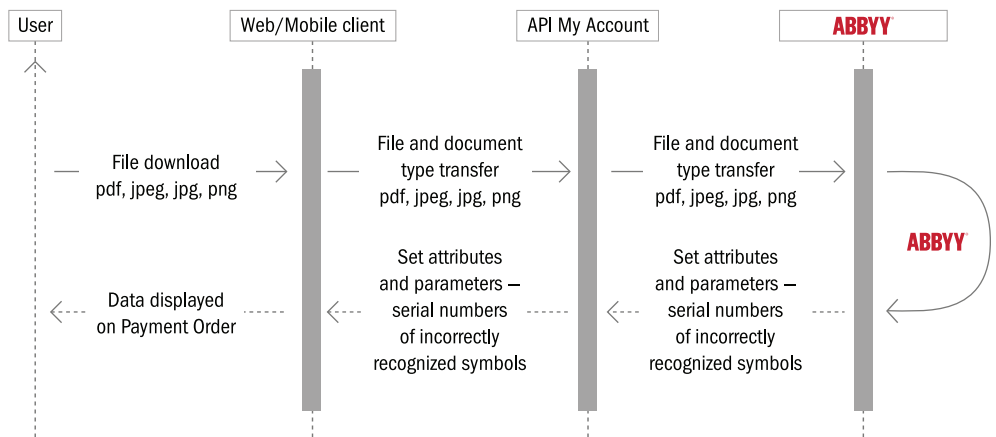 User
Web/Mobile client
API My Account
ABBYY®
File download
pdf, jpeg, jpg, png
File and document
type transfer
pdf, jpeg, jpg, png
File and document
type transfer
pdf, jpeg, jpg, png
ABBYY®
Data displayed
on Payment Order
Set attributes
and parameters —
serial numbers
of incorrectly
recognized symbols
Set attributes
and parameters —
serial numbers
of incorrectly
recognized symbols